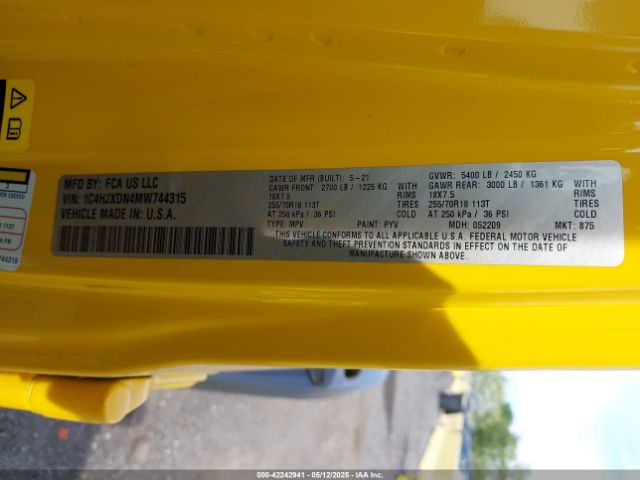 MFD BY: FCA US LLC
VIN: 1C4HJXDN4MW744315
VEHICLE MADE IN U.S.A.
DATE OF MFR (BUILT): 5-21
GAWR FRONT: 2700 LB / 1225 KG WITH
18X7.5 RIMS
255/70R18 113T TIRES
AT 250 kPa / 36 PSI
TYPE: MPV PAINT: PYV
GVWR: 5400 LB / 2450 KG
GAWR REAR: 3000 LB / 1361 KG WITH
18X7.5 RIMS
255/70R18 113T TIRES
AT 250 kPa / 36 PSI
MDH: 052209 MKT: 875
THIS VEHICLE CONFORMS TO ALL APPLICABLE U.S.A. FEDERAL MOTOR VEHICLE
SAFETY AND THEFT PREVENTION STANDARDS IN EFFECT ON THE DATE OF
MANUFACTURE SHOWN ABOVE.
744315
000-42242941 - 05/12/2025 - IAAI.COM